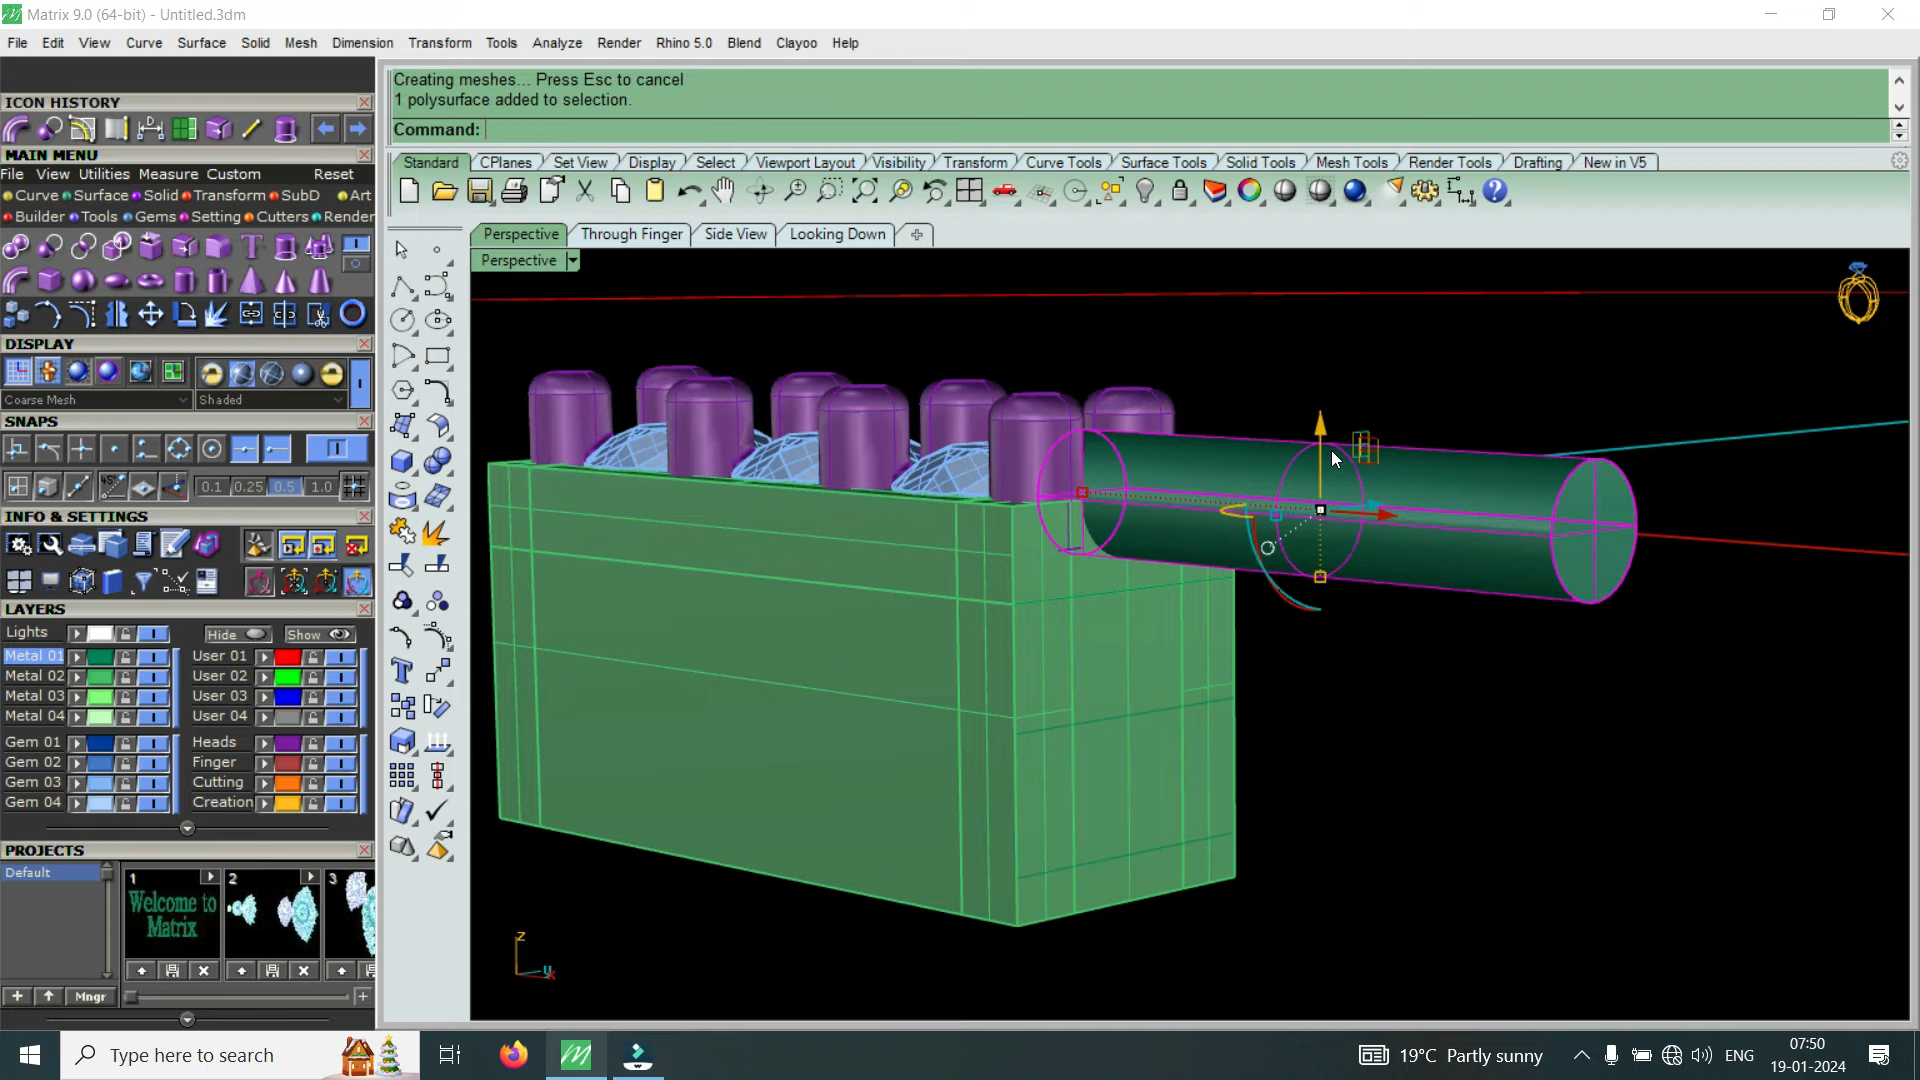 Matrix 9.0 (64-bit) - Untitled.3dm
File Edit View Curve Surface Solid Mesh Dimension Transform Tools Analyze Render Rhino 5.0 Blend Clayoo Help
Creating meshes... Press Esc to cancel
1 polysurface added to selection.
Command:
ICON HISTORY
MAIN MENU
File View Utilities Measure Custom Reset
Curve Surface Solid Transform SubD Art
Builder Tools Gems Setting Cutters Render
Standard CPlanes Set View Display Select Viewport Layout Visibility Transform Curve Tools Surface Tools Solid Tools Mesh Tools Render Tools Drafting New in V5
Perspective Through Finger Side View Looking Down
Perspective
DISPLAY
Coarse Mesh Shaded
SNAPS
0.1 0.25 0.5 1.0
INFO & SETTINGS
LAYERS
Lights Hide Show
Metal 01 User 01
Metal 02 User 02
Metal 03 User 03
Metal 04 User 04
Gem 01 Heads
Gem 02 Finger
Gem 03 Cutting
Gem 04 Creation
PROJECTS
Default
1 2 3
Welcome to
Matrix
Mngr
z
y
x
Type here to search
19°C Partly sunny
ENG
07:50
19-01-2024